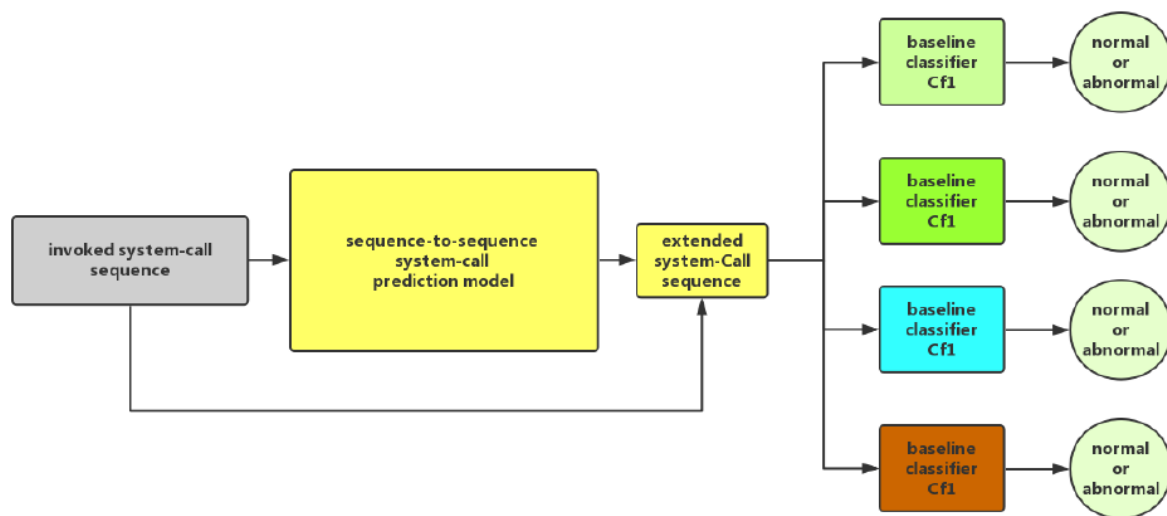 invoked system-call
sequence
sequence-to-sequence
system-call
prediction model
extended
system-Call
sequence
baseline
classifier
Cf1
normal
or
abnormal
baseline
classifier
Cf1
normal
or
abnormal
baseline
classifier
Cf1
normal
or
abnormal
baseline
classifier
Cf1
normal
or
abnormal